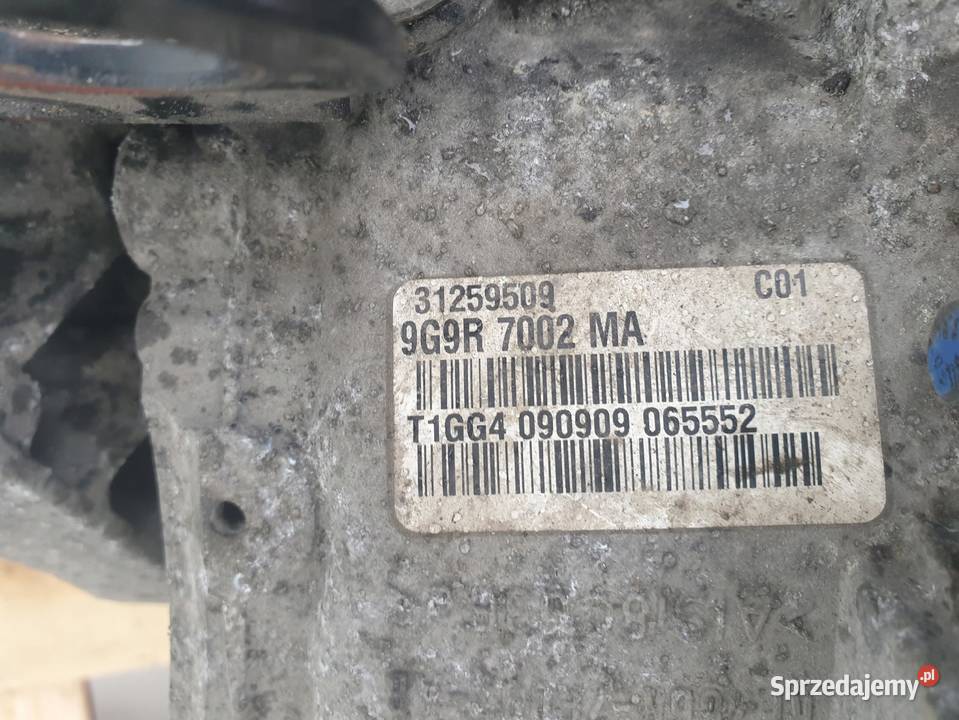 31259509 C01
9G9R 7002 MA
T1GG4 090909 065552
Sprzedajemy.pl